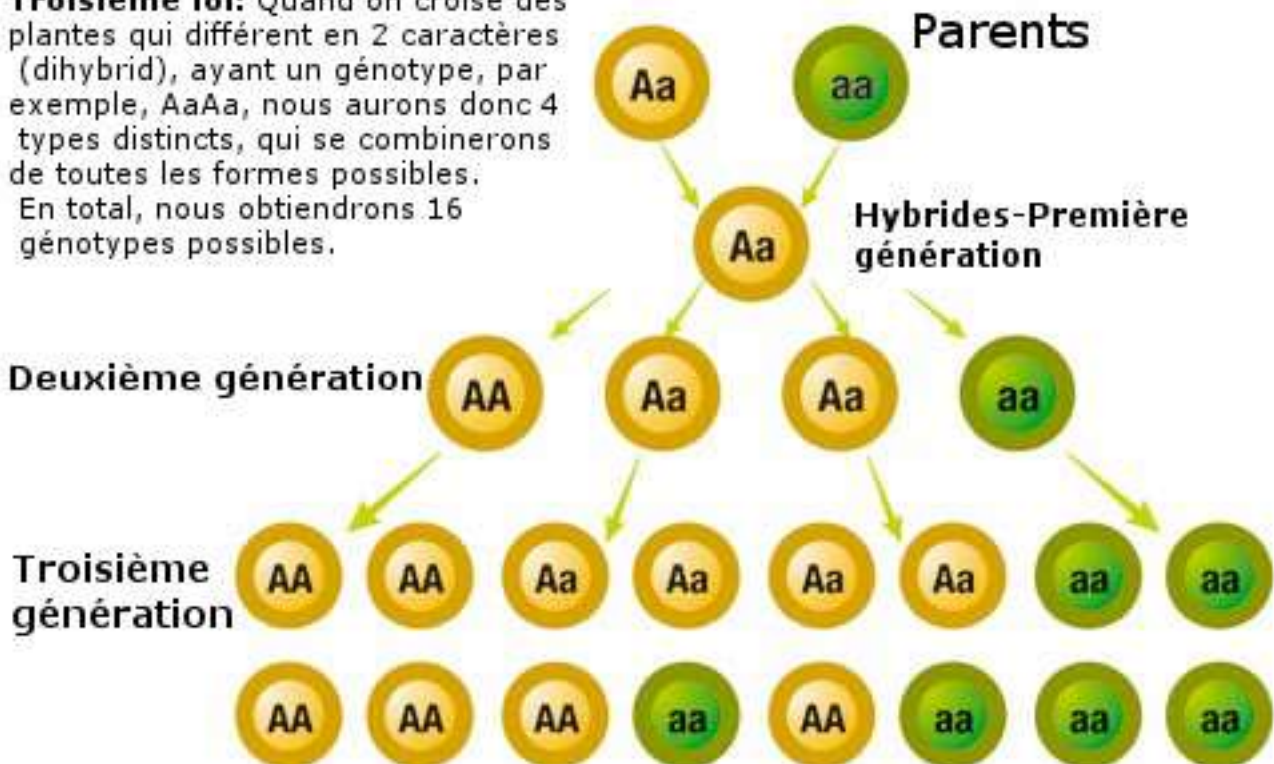 Troisième loi: Quand on croise des
plantes qui différent en 2 caractères
(dihybrid), ayant un génotype, par
exemple, AaAa, nous aurons donc 4
types distincts, qui se combinerons
de toutes les formes possibles.
En total, nous obtiendrons 16
génotypes possibles.
Parents
Aa aa
Aa
Hybrides-Première
génération
Deuxième génération
AA Aa Aa aa
Troisième
génération
AA AA Aa Aa Aa Aa aa aa
AA AA AA aa AA aa aa aa